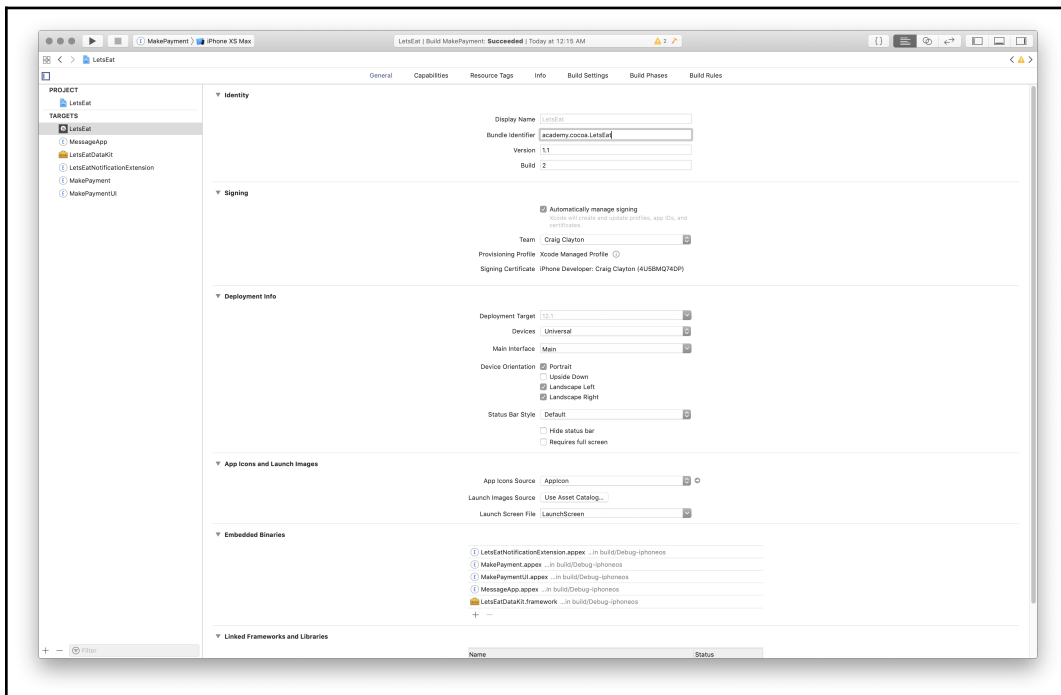 MakePayment iPhone XS Max
LetsEat | Build MakePayment: Succeeded | Today at 12:15 AM
2
{}
LetsEat
General Capabilities Resource Tags Info Build Settings Build Phases Build Rules
PROJECT
LetsEat
TARGETS
LetsEat
MessageApp
LetsEatDataKit
LetsEatNotificationExtension
MakePayment
MakePaymentUI
Filter
Identity
Display Name LetsEat
Bundle Identifier academy.cocoa.LetsEat
Version 1.1
Build 2
Signing
Automatically manage signing
Xcode will create and update profiles, app IDs, and
certificates.
Team Craig Clayton
Provisioning Profile Xcode Managed Profile
Signing Certificate iPhone Developer: Craig Clayton (4U5BMQ74DP)
Deployment Info
Deployment Target 12.1
Devices Universal
Main Interface Main
Device Orientation Portrait
Upside Down
Landscape Left
Landscape Right
Status Bar Style Default
Hide status bar
Requires full screen
App Icons and Launch Images
App Icons Source AppIcon
Launch Images Source Use Asset Catalog...
Launch Screen File LaunchScreen
Embedded Binaries
LetsEatNotificationExtension.appex ...in build/Debug-iphoneos
MakePayment.appex ...in build/Debug-iphoneos
MakePaymentUI.appex ...in build/Debug-iphoneos
MessageApp.appex ...in build/Debug-iphoneos
LetsEatDataKit.framework ...in build/Debug-iphoneos
Linked Frameworks and Libraries
Name Status